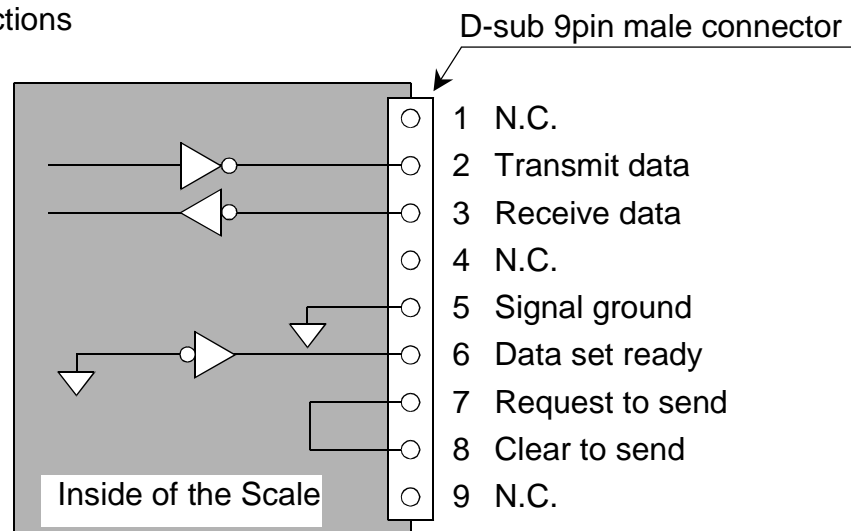 ctions
D-sub 9pin male connector
1 N.C.
2 Transmit data
3 Receive data
4 N.C.
5 Signal ground
6 Data set ready
7 Request to send
8 Clear to send
9 N.C.
Inside of the Scale